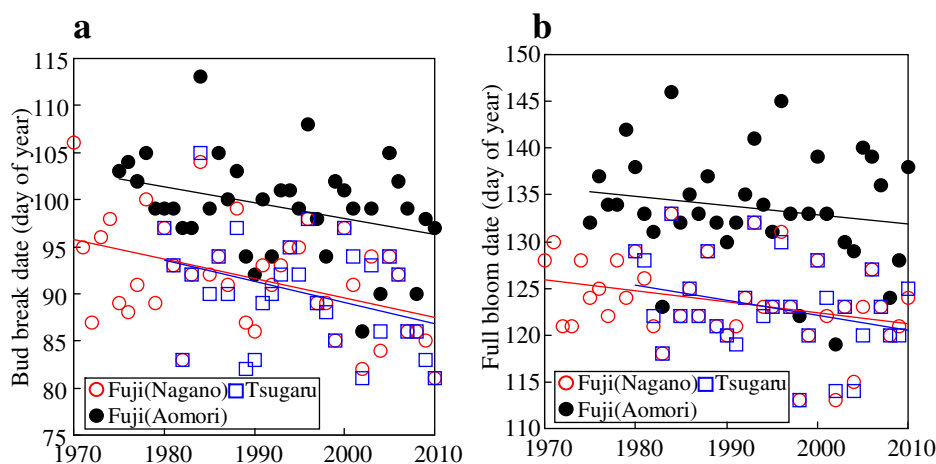 a
115
110
105
100
95
90
85
80
75
1970 1980 1990 2000 2010
Bud break date (day of year)
Fuji(Nagano) Tsugaru
Fuji(Aomori)
b
150
145
140
135
130
125
120
115
110
1970 1980 1990 2000 2010
Full bloom date (day of year)
Fuji(Nagano) Tsugaru
Fuji(Aomori)